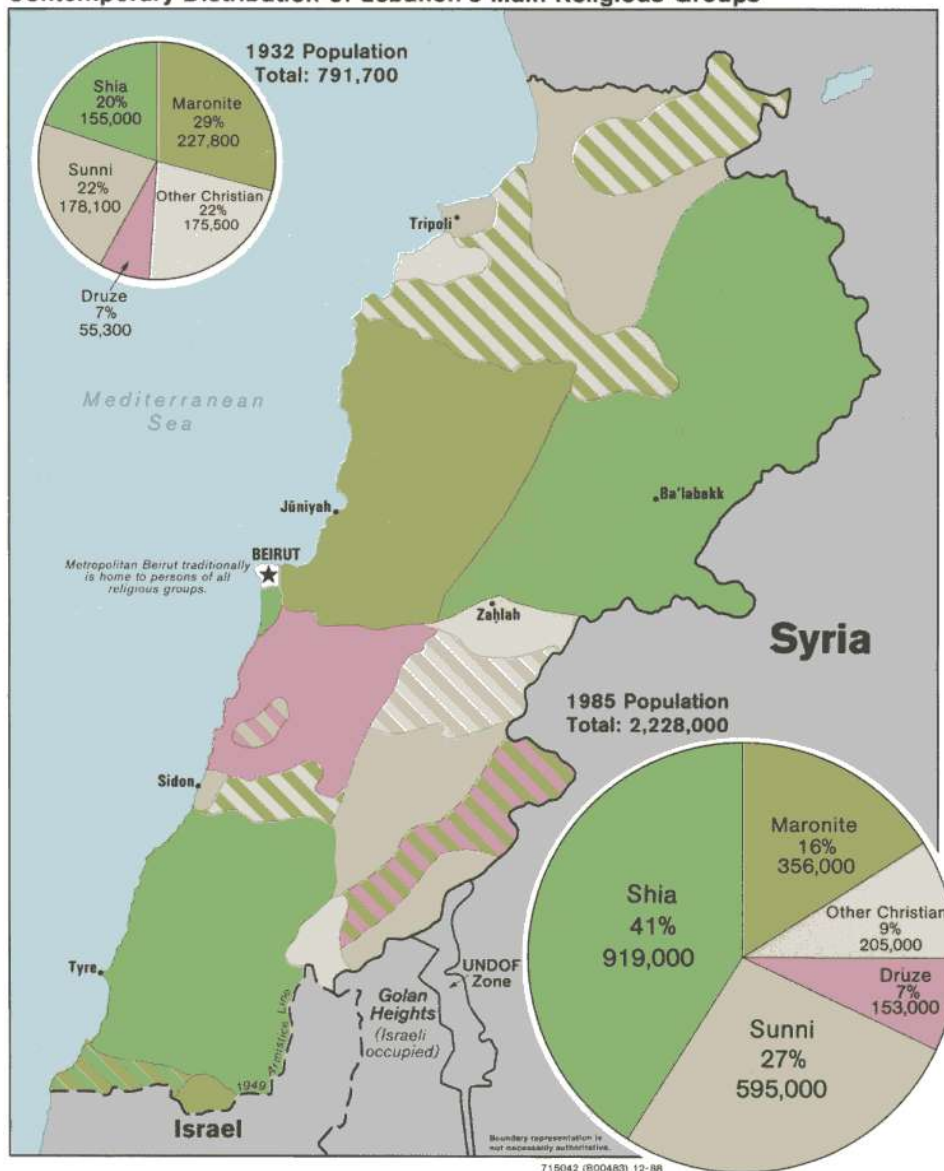 Contemporary Distribution of Lebanon's Main Religious Groups
1932 Population
Total: 791,700
Shia
20%
155,000
Maronite
29%
227,800
Sunni
22%
178,100
Other Christian
22%
175,500
Druze
7%
55,300
Tripoli
Mediterranean
Sea
Ba'labakk
Jūniyah
BEIRUT
Metropolitan Beirut traditionally
is home to persons of all
religious groups.
Zaḥlah
Syria
1985 Population
Total: 2,228,000
Sidon
Maronite
16%
356,000
Other Christian
9%
205,000
Shia
41%
919,000
Druze
7%
153,000
Sunni
27%
595,000
Tyre
UNDOF
Zone
Golan
Heights
(Israeli
occupied)
1949 Armistice Line
Israel
Boundary representation is
not necessarily authoritative.
715042 (B00483) 12-88